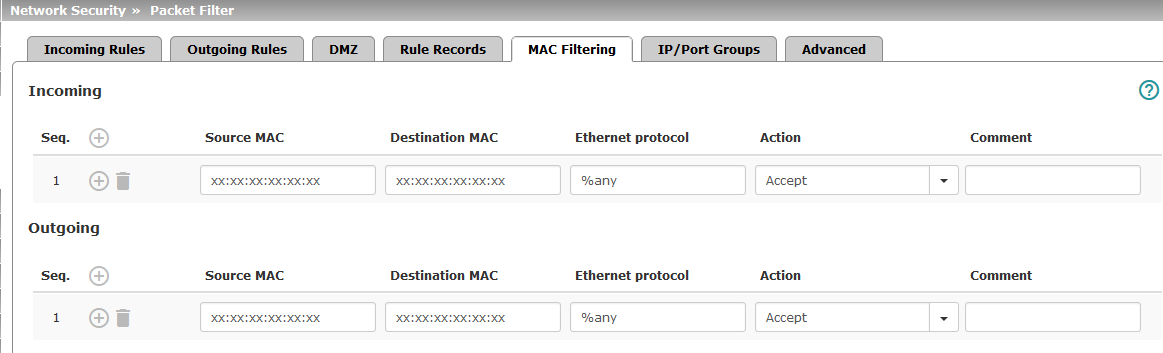 Network Security » Packet Filter
Incoming Rules Outgoing Rules DMZ Rule Records MAC Filtering IP/Port Groups Advanced
Incoming ?
Seq. Source MAC Destination MAC Ethernet protocol Action Comment
1 xx:xx:xx:xx:xx:xx xx:xx:xx:xx:xx:xx %any Accept
Outgoing
Seq. Source MAC Destination MAC Ethernet protocol Action Comment
1 xx:xx:xx:xx:xx:xx xx:xx:xx:xx:xx:xx %any Accept